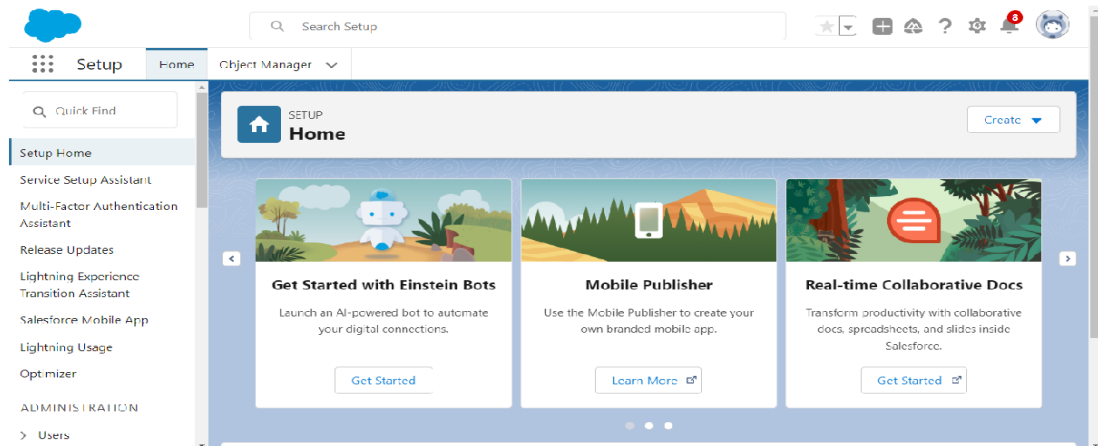 Search Setup
8
Setup
Home
Object Manager
Quick Find
Setup Home
Service Setup Assistant
Multi-Factor Authentication
Assistant
Release Updates
Lightning Experience
Transition Assistant
Salesforce Mobile App
Lightning Usage
Optimizer
ADMINISTRATION
Users
SETUP
Home
Create
Get Started with Einstein Bots
Launch an AI-powered bot to automate
your digital connections.
Get Started
Mobile Publisher
Use the Mobile Publisher to create your
own branded mobile app.
Learn More
Real-time Collaborative Docs
Transform productivity with collaborative
docs, spreadsheets, and slides inside
Salesforce.
Get Started